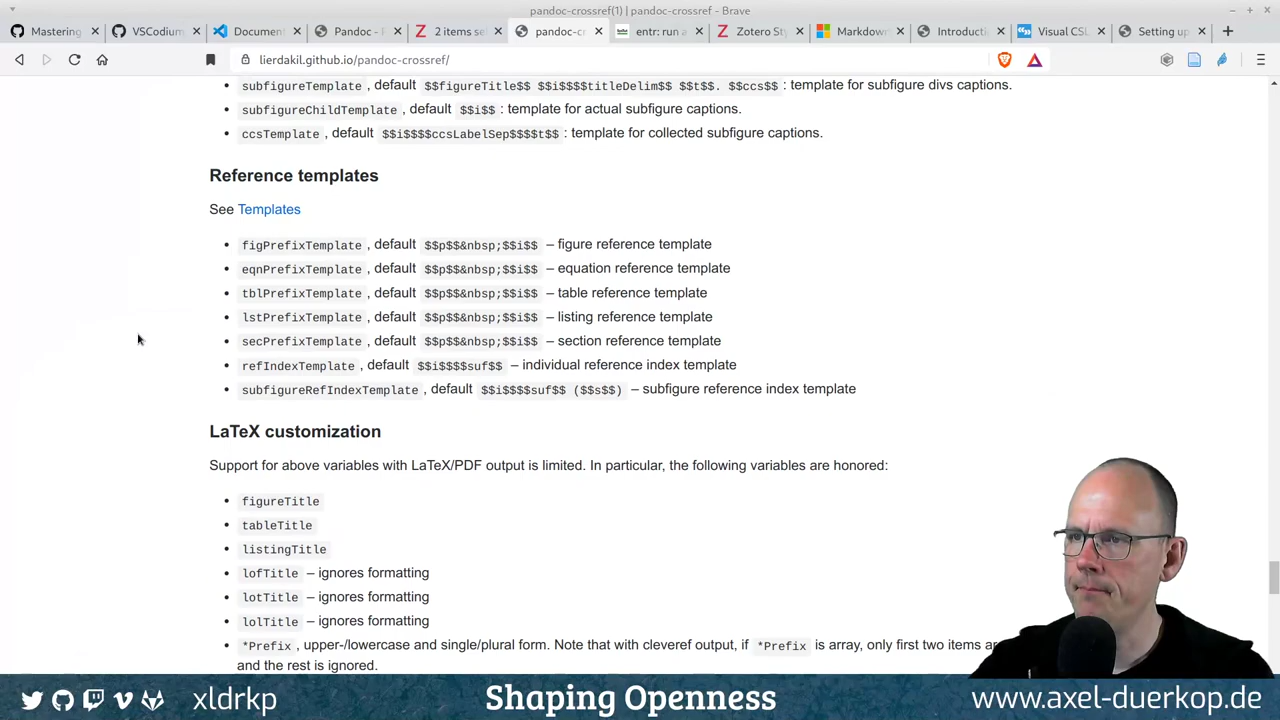 pandoc-crossref(1) | pandoc-crossref - Brave
Mastering
VSCodium
Document
Pandoc -
2 items se
pandoc-cr
entr: run a
Zotero Sty
Markdown
Introducti
Visual CSL
Setting up
lierdakil.github.io/pandoc-crossref/
subfigureTemplate , default $$figureTitle$$ $$i$$$$titleDelim$$ $$t$$. $$ccs$$ : template for subfigure divs captions.
subfigureChildTemplate , default $$i$$ : template for actual subfigure captions.
ccsTemplate , default $$i$$$$ccsLabelSep$$$$t$$ : template for collected subfigure captions.
Reference templates
See Templates
figPrefixTemplate , default $$p$$&nbsp;$$i$$ – figure reference template
eqnPrefixTemplate , default $$p$$&nbsp;$$i$$ – equation reference template
tblPrefixTemplate , default $$p$$&nbsp;$$i$$ – table reference template
lstPrefixTemplate , default $$p$$&nbsp;$$i$$ – listing reference template
secPrefixTemplate , default $$p$$&nbsp;$$i$$ – section reference template
refIndexTemplate , default $$i$$$$suf$$ – individual reference index template
subfigureRefIndexTemplate , default $$i$$$$suf$$ ($$s$$) – subfigure reference index template
LaTeX customization
Support for above variables with LaTeX/PDF output is limited. In particular, the following variables are honored:
figureTitle
tableTitle
listingTitle
lofTitle – ignores formatting
lotTitle – ignores formatting
lolTitle – ignores formatting
*Prefix , upper-/lowercase and single/plural form. Note that with cleveref output, if *Prefix is array, only first two items
and the rest is ignored.
xldrkp
Shaping Openness
www.axel-duerkop.de